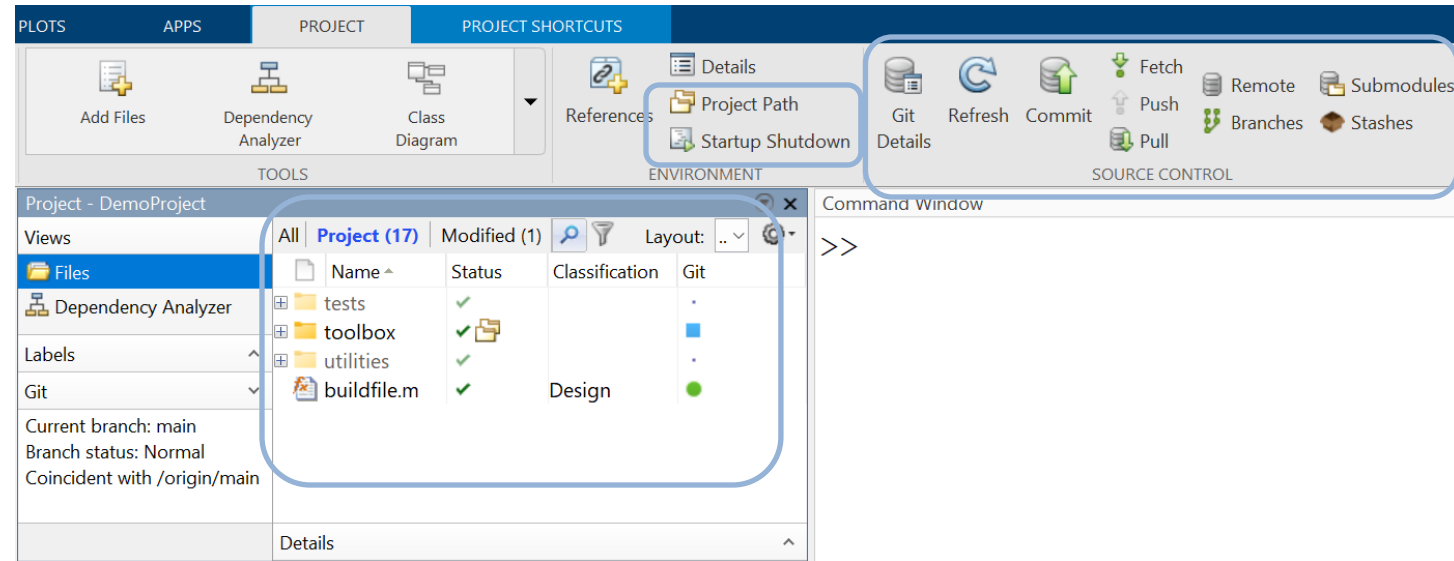 PLOTS APPS PROJECT PROJECT SHORTCUTS
Add Files
Dependency Analyzer
Class Diagram
TOOLS
References
Details
Project Path
Startup Shutdown
ENVIRONMENT
Git Details
Refresh
Commit
Fetch
Push
Pull
Remote
Branches
Submodules
Stashes
SOURCE CONTROL
Project - DemoProject
Views
Files
Dependency Analyzer
Labels
Git
Current branch: main
Branch status: Normal
Coincident with /origin/main
All Project (17) Modified (1) Layout: ..
Name Status Classification Git
tests
toolbox
utilities
buildfile.m Design
Details
Command Window
>>